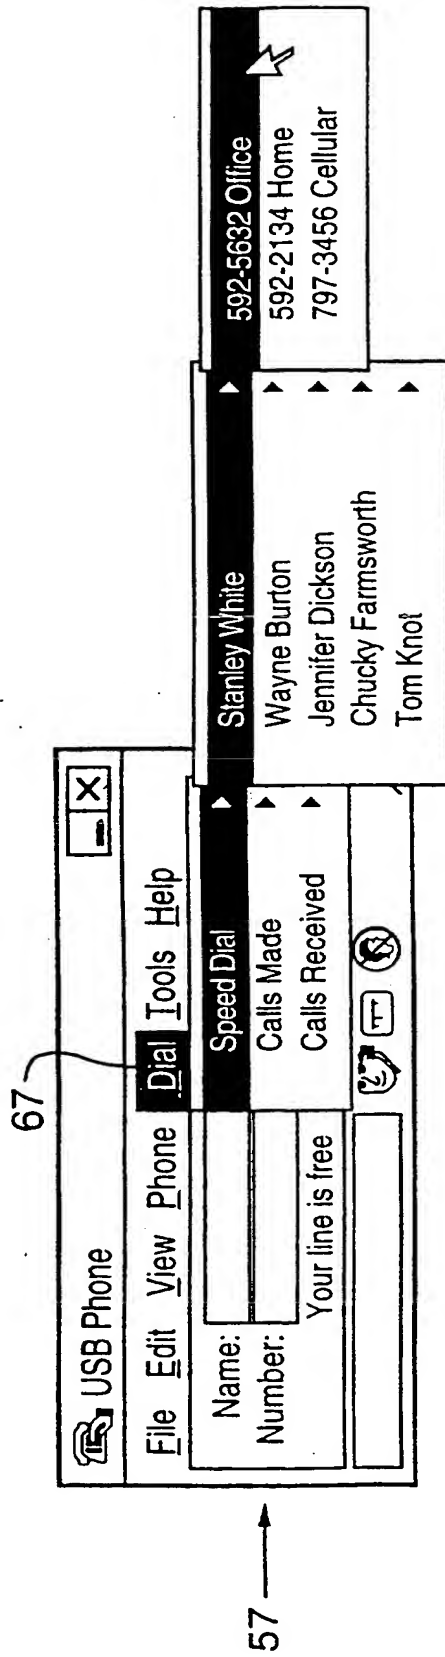 67
USB Phone
File Edit View Phone Dial Tools Help
Name:
Number:
Your line is free
Speed Dial
Calls Made
Calls Received
Stanley White
Wayne Burton
Jennifer Dickson
Chucky Farmsworth
Tom Knot
592-5632 Office
592-2134 Home
797-3456 Cellular
57